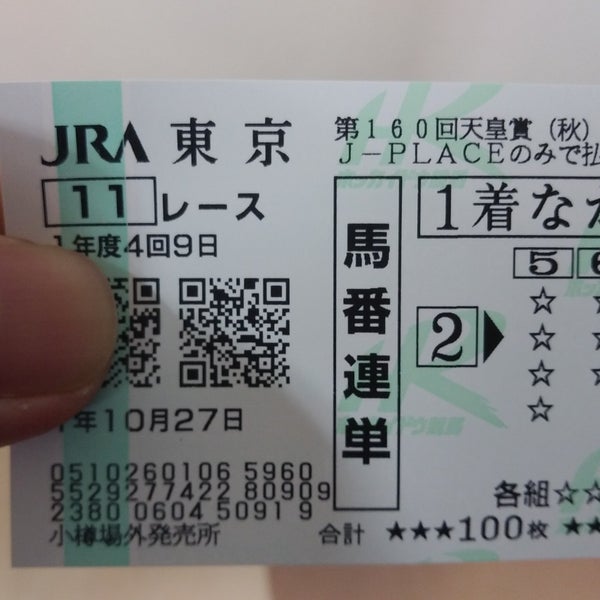 JRA 東京
11 レース
1年度4回9日
年10月27日
0510260106 5960
5529277422 80909
2380 0604 5091 9
小樽場外発売所
第160回天皇賞(秋)
J-PLACEのみで払
馬番連単
1着なが
5 6
2▶
☆ ☆
☆ ☆
☆ ☆
☆
各組☆☆
合計 ★★★100枚 ★★